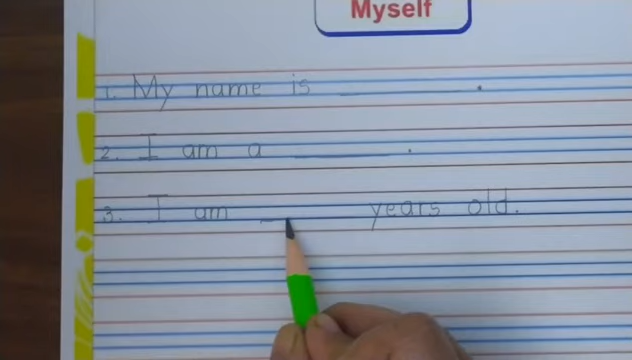 Myself
1. My name is ________.
2. I am a ________.
3. I am ____ years old.